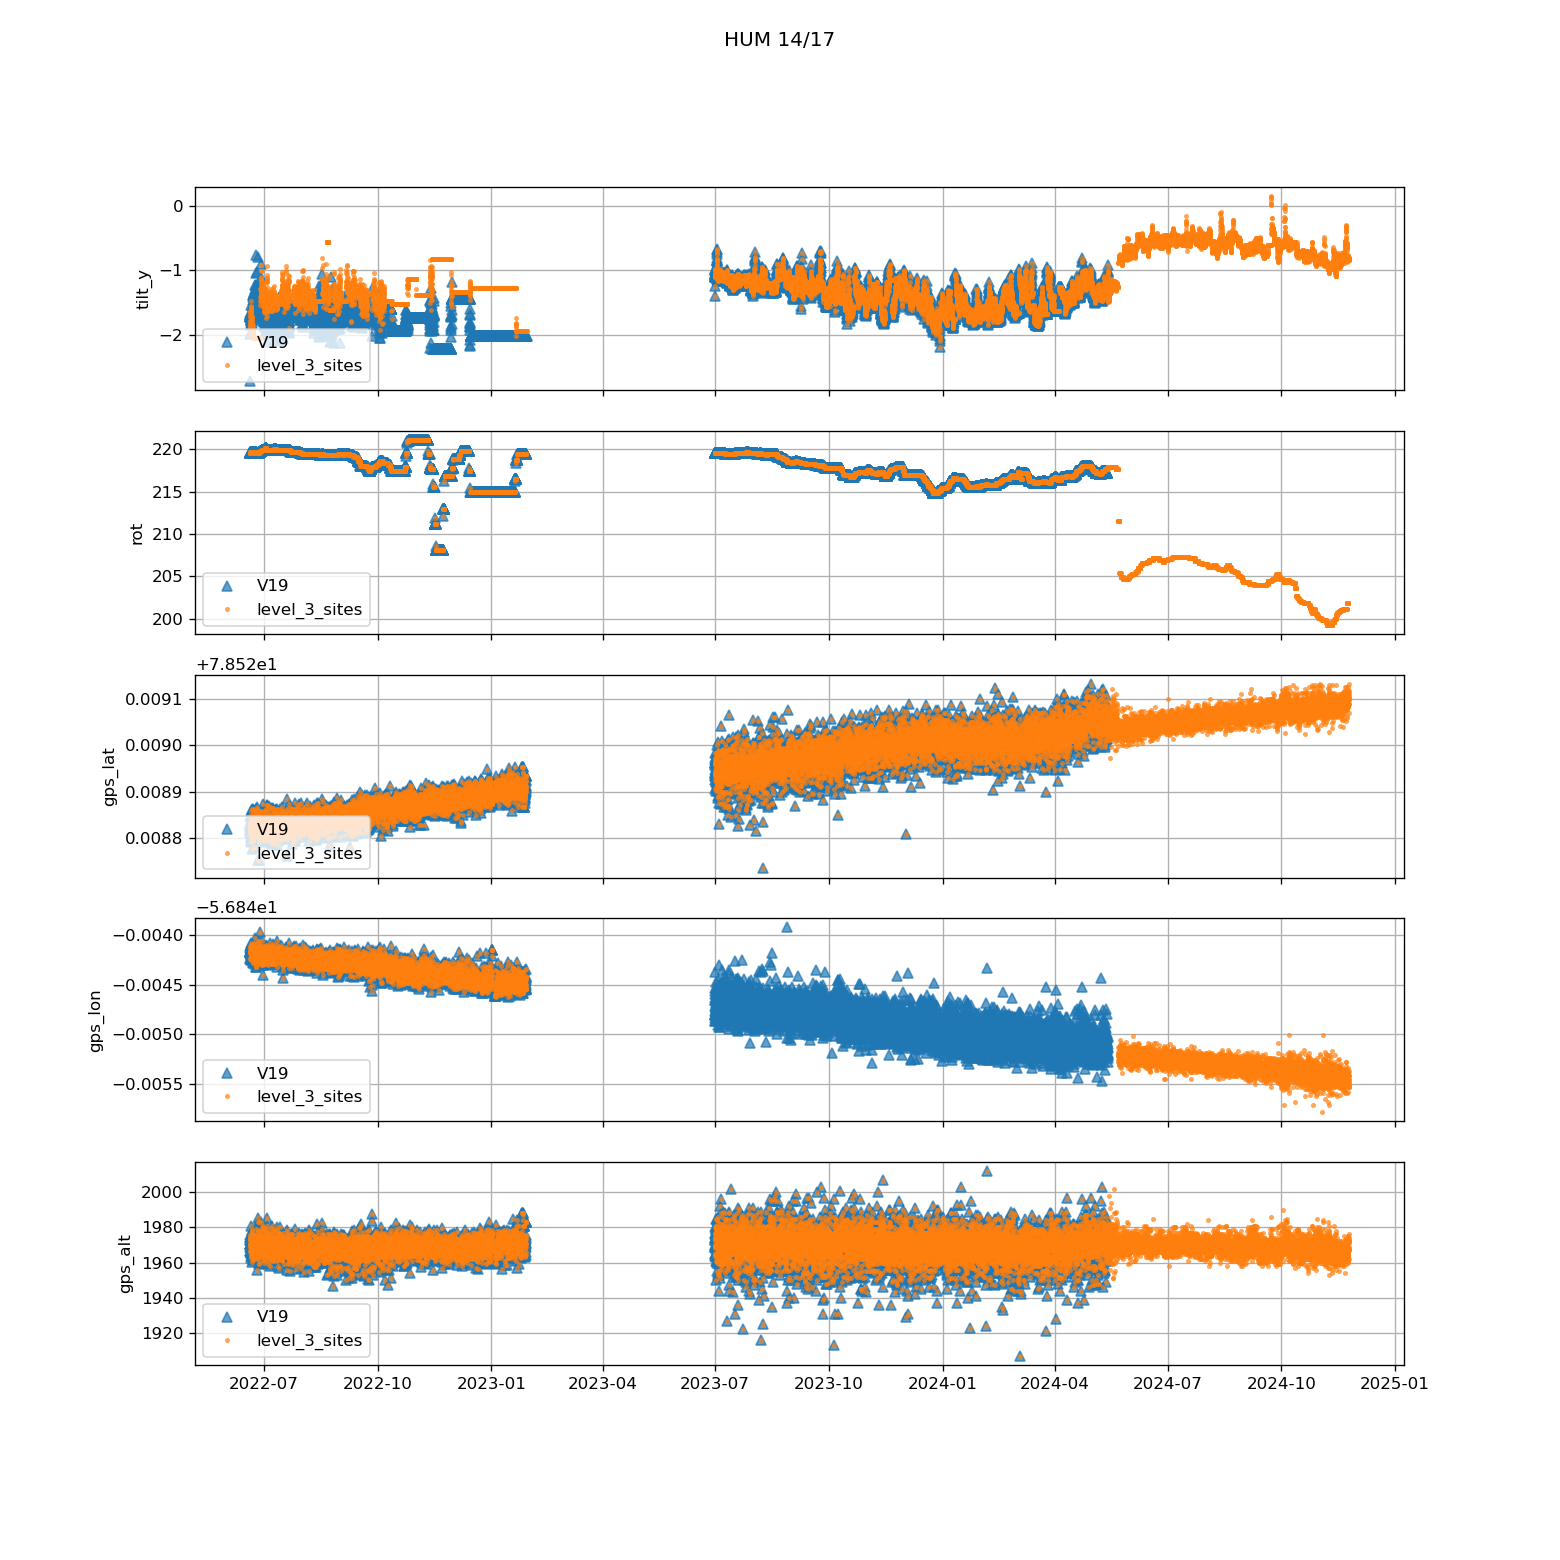 HUM 14/17
tilt_y
0
−1
−2
V19
level_3_sites
rot
220
215
210
205
200
V19
level_3_sites
+7.852e1
gps_lat
0.0091
0.0090
0.0089
0.0088
V19
level_3_sites
−5.684e1
gps_lon
−0.0040
−0.0045
−0.0050
−0.0055
V19
level_3_sites
gps_alt
2000
1980
1960
1940
1920
V19
level_3_sites
2022-07 2022-10 2023-01 2023-04 2023-07 2023-10 2024-01 2024-04 2024-07 2024-10 2025-01